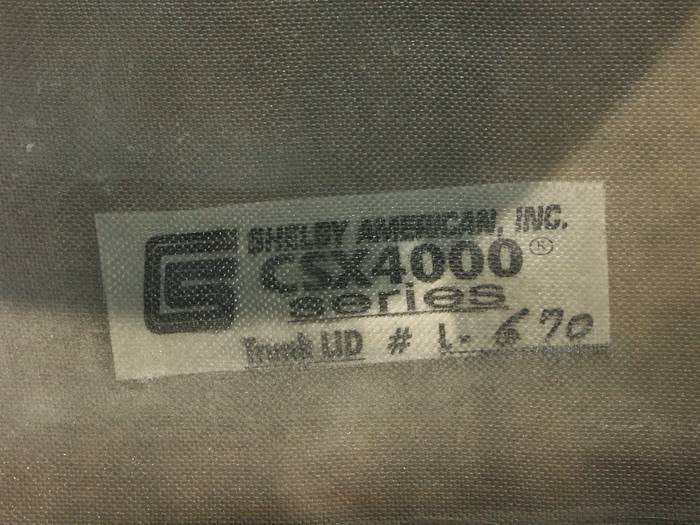 SHELBY AMERICAN, INC.
CSX4000®
series
Trunk LID # L- 670